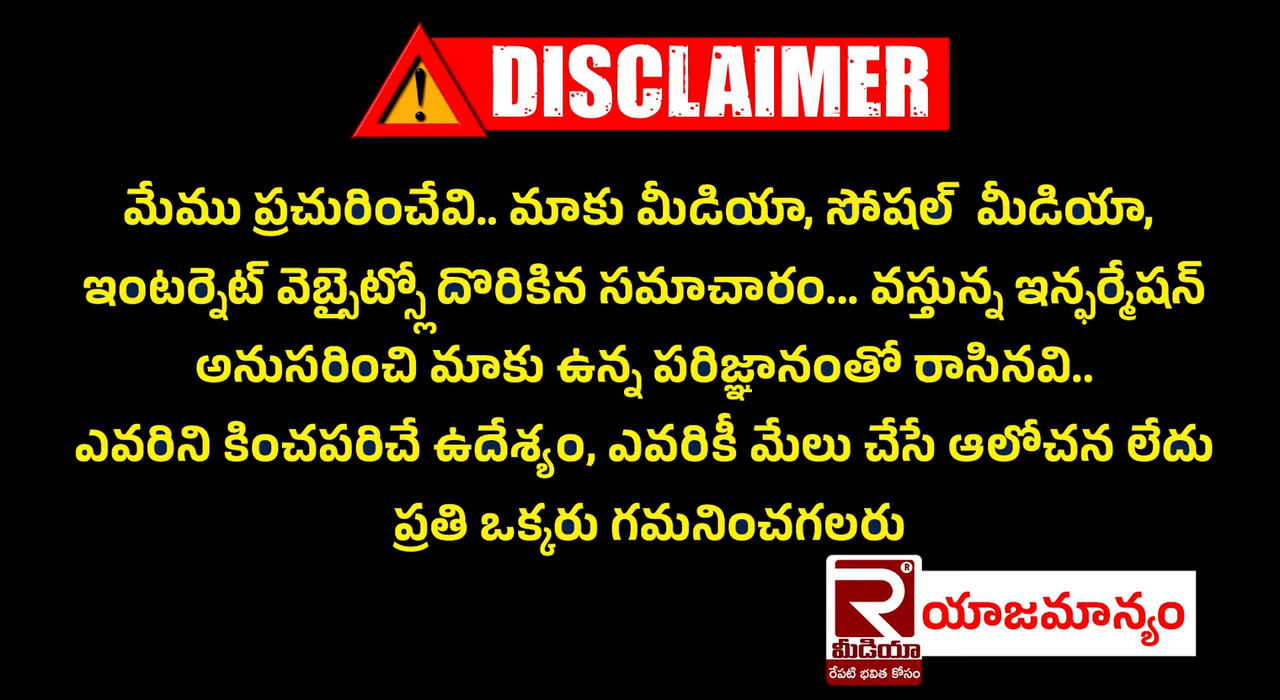 DISCLAIMER
మేము ప్రచురించేవి.. మాకు మీడియా, సోషల్ మీడియా,
ఇంటర్నెట్ వెబ్సైట్స్లో దొరికిన సమాచారం... వస్తున్న ఇన్ఫర్మేషన్
అనుసరించి మాకు ఉన్న పరిజ్ఞానంతో రాసినవి..
ఎవరిని కించపరిచే ఉదేశ్యం, ఎవరికీ మేలు చేసే ఆలోచన లేదు
ప్రతి ఒక్కరు గమనించగలరు
R ®
మీడియా
రేపటి భవిత కోసం
యాజమాన్యం